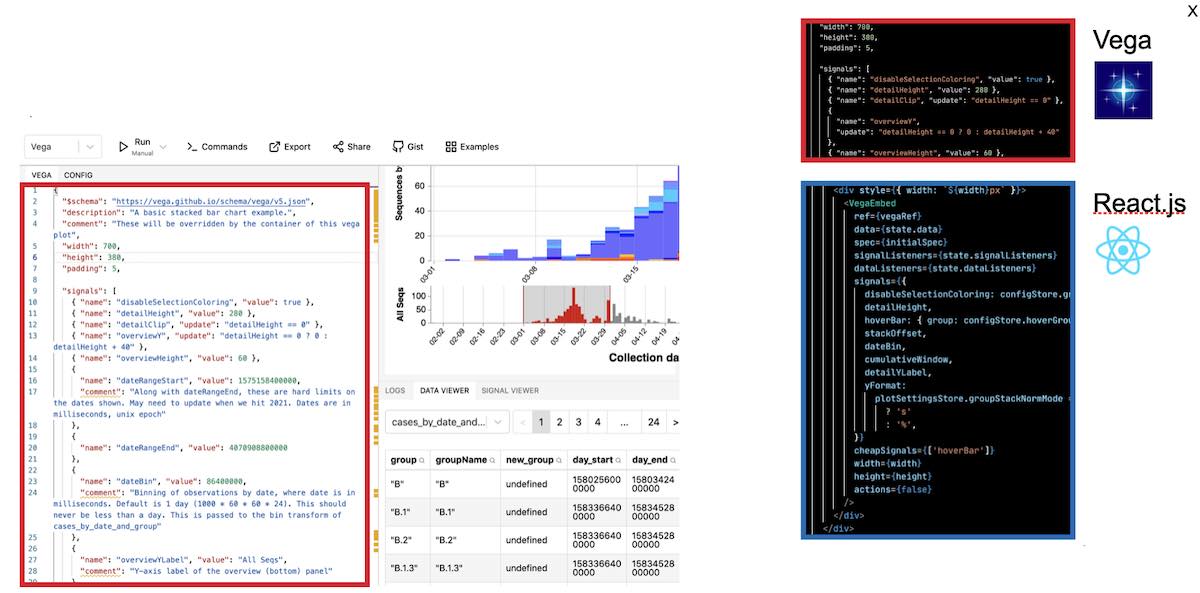 X
Vega
Run
Manual
Commands
Export
Share
Gist
Examples
VEGA CONFIG
1 {
2 "$schema": "https://vega.github.io/schema/vega/v5.json",
3 "description": "A basic stacked bar chart example.",
4 "comment": "These will be overridden by the container of this vega
plot",
5 "width": 700,
6 "height": 380,
7 "padding": 5,
8
9 "signals": [
10 { "name": "disableSelectionColoring", "value": true },
11 { "name": "detailHeight", "value": 280 },
12 { "name": "detailClip", "update": "detailHeight == 0" },
13 { "name": "overviewY", "update": "detailHeight == 0 ? 0 :
detailHeight + 40" },
14 { "name": "overviewHeight", "value": 60 },
15 {
16 "name": "dateRangeStart", "value": 1575158400000,
17 "comment": "Along with dateRangeEnd, these are hard limits on
the dates shown. May need to update when we hit 2021. Dates are in
milliseconds, unix epoch"
18 },
19 {
20 "name": "dateRangeEnd", "value": 4070908800000
21 },
22 {
23 "name": "dateBin", "value": 86400000,
24 "comment": "Binning of observations by date, where date is in
milliseconds. Default is 1 day (1000 * 60 * 60 * 24). This should
never be less than a day. This is passed to the bin transform of
cases_by_date_and_group"
25 },
26 {
27 "name": "overviewYLabel", "value": "All Seqs",
28 "comment": "Y-axis label of the overview (bottom) panel"
29 }
Sequences by
60
40
20
0
03-01
03-08
03-15
All Seqs
100
50
0
02-02
02-09
02-16
02-23
03-01
03-08
03-15
03-22
03-29
04-05
04-12
04-19
Collection da
LOGS DATA VIEWER SIGNAL VIEWER
cases_by_date_and...
< 1 2 3 4 ... 24 >
group groupName new_group day_start day_end
"B" "B" undefined 158025600 15803424
0000 00000
"B.1" "B.1" undefined 158336640 15834528
0000 00000
"B.2" "B.2" undefined 158336640 15834528
0000 00000
"B.1.3" "B.1.3" undefined 158336640 15834528
0000 00000
"width": 700,
"height": 380,
"padding": 5,
"signals": [
{ "name": "disableSelectionColoring", "value": true },
{ "name": "detailHeight", "value": 280 },
{ "name": "detailClip", "update": "detailHeight == 0" },
{
"name": "overviewY",
"update": "detailHeight == 0 ? 0 : detailHeight + 40"
},
{ "name": "overviewHeight", "value": 60 },
Vega
<div style={{ width: `${width}px` }}>
<VegaEmbed
ref={vegaRef}
data={state.data}
spec={initialSpec}
signalListeners={state.signalListeners}
dataListeners={state.dataListeners}
signals={{
disableSelectionColoring: configStore.gr
detailHeight,
hoverBar: { group: configStore.hoverGrou
stackOffset,
dateBin,
cumulativeWindow,
detailYLabel,
yFormat:
plotSettingsStore.groupStackNormMode =
? 's'
: '%',
}}
cheapSignals={['hoverBar']}
width={width}
height={height}
actions={false}
/>
</div>
</div>
React.js